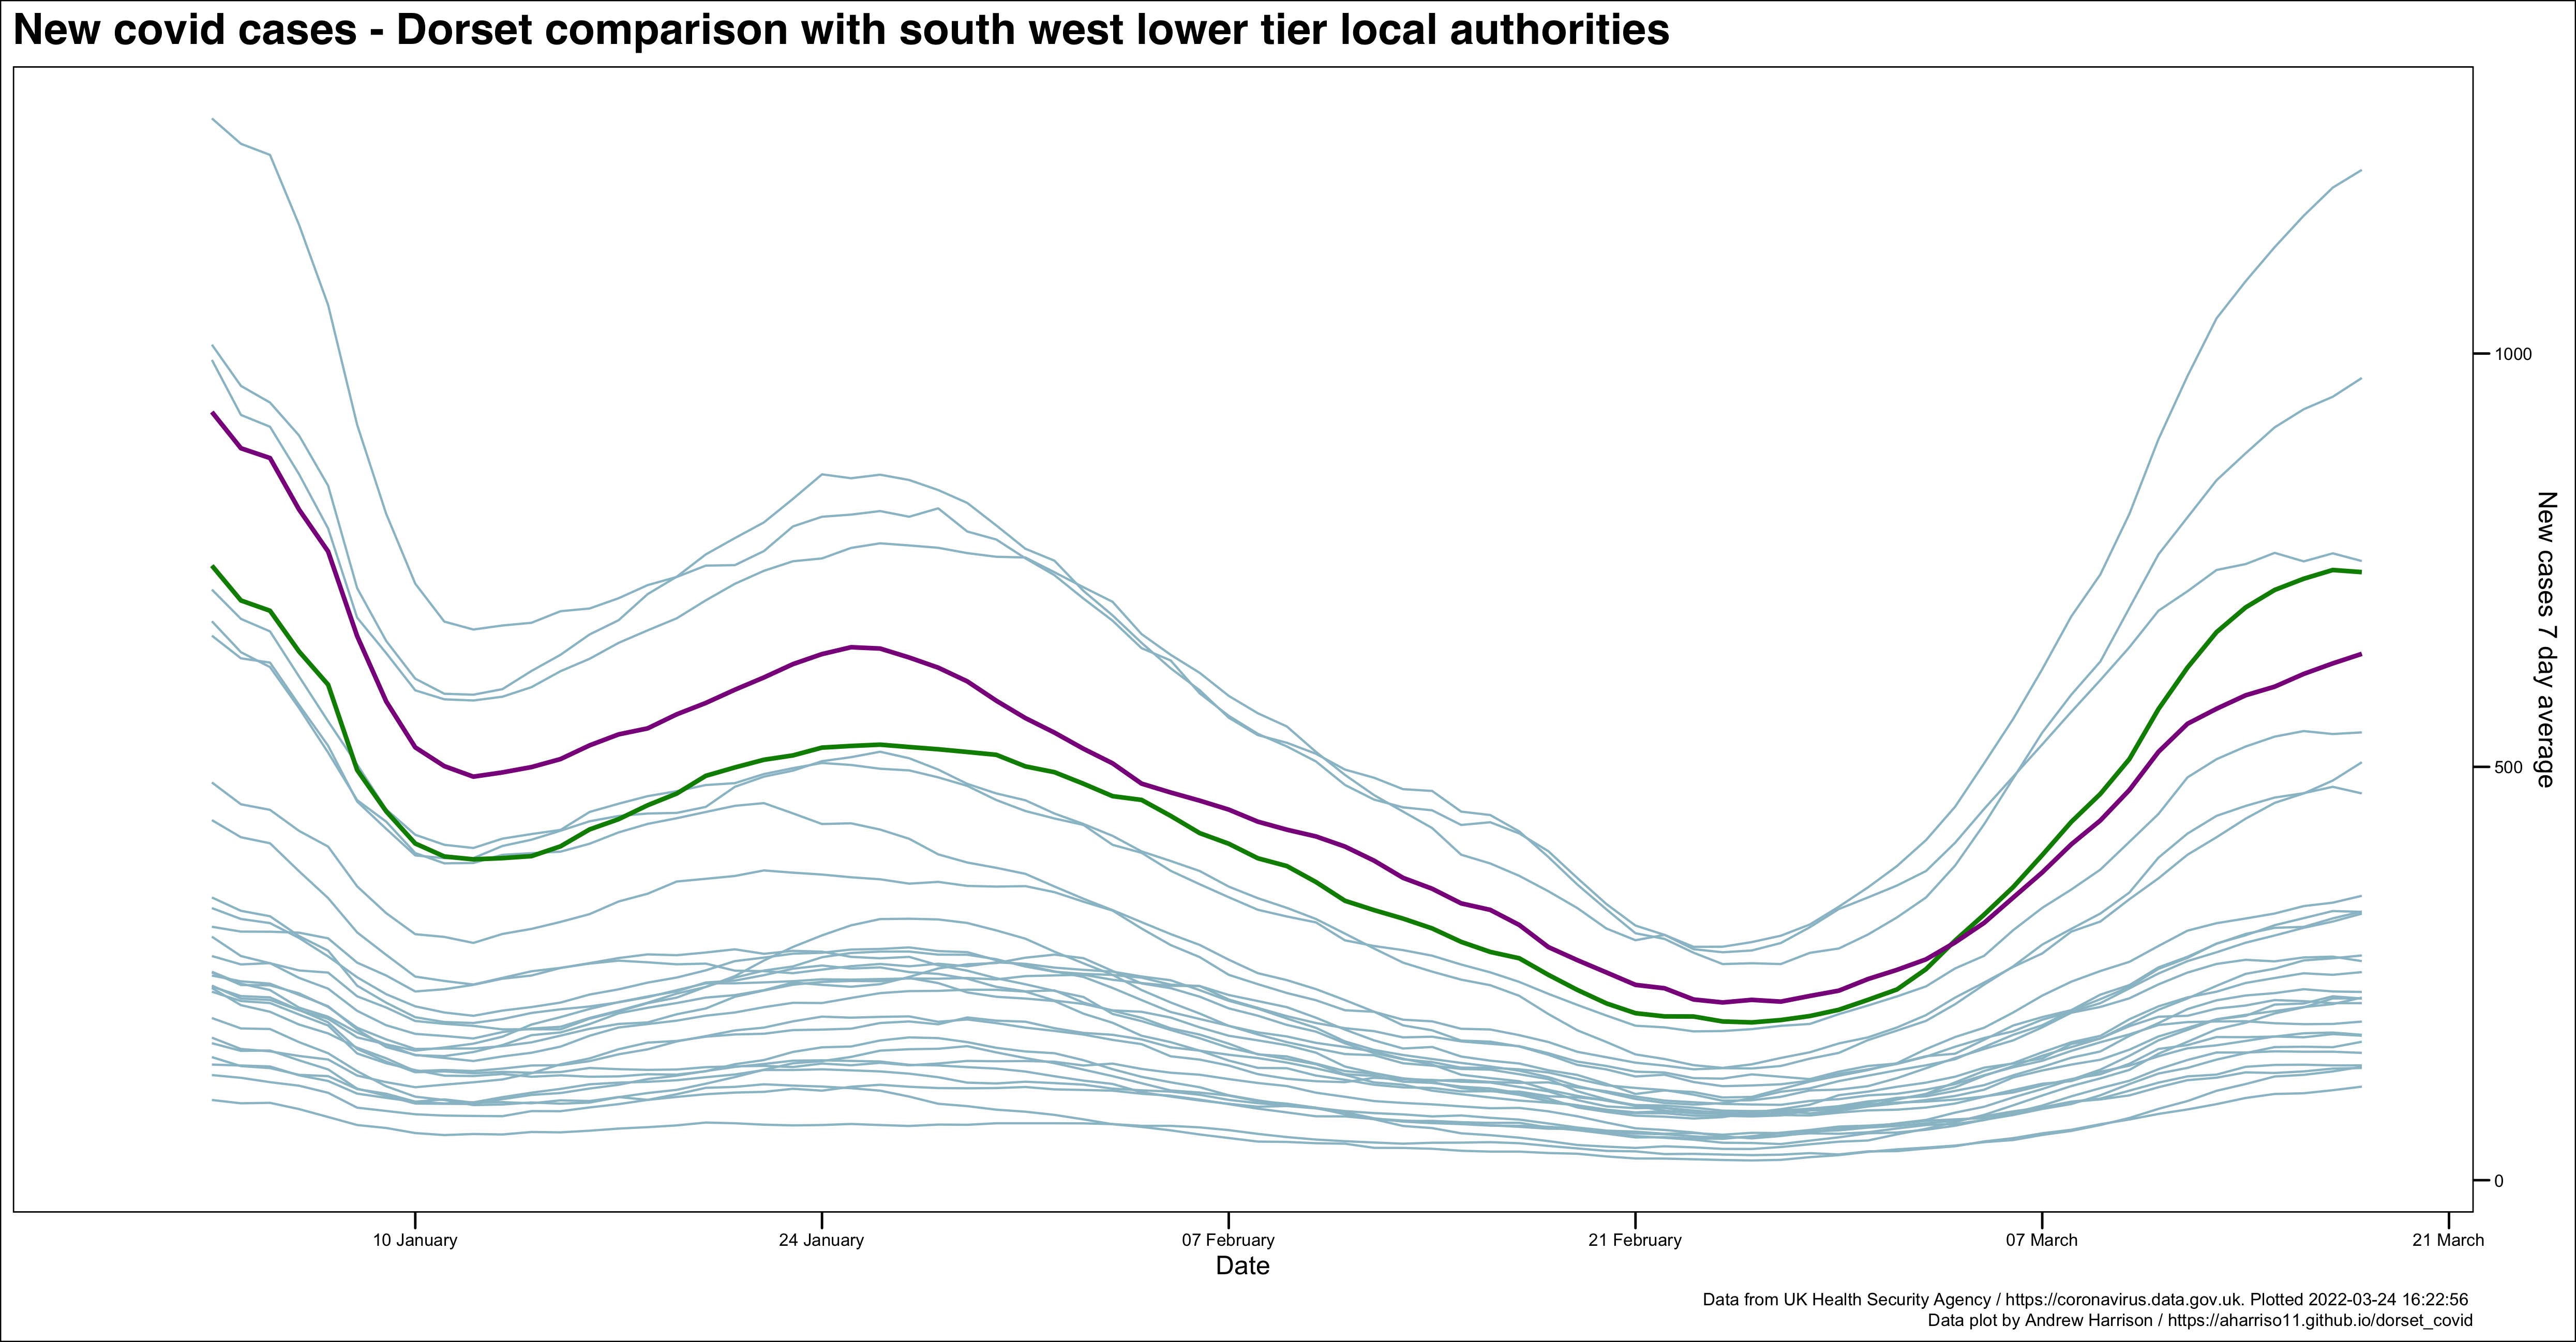 New covid cases - Dorset comparison with south west lower tier local authorities
1000
500
0
New cases 7 day average
10 January
24 January
07 February
21 February
07 March
21 March
Date
Data from UK Health Security Agency / https://coronavirus.data.gov.uk. Plotted 2022-03-24 16:22:56
Data plot by Andrew Harrison / https://aharriso11.github.io/dorset_covid